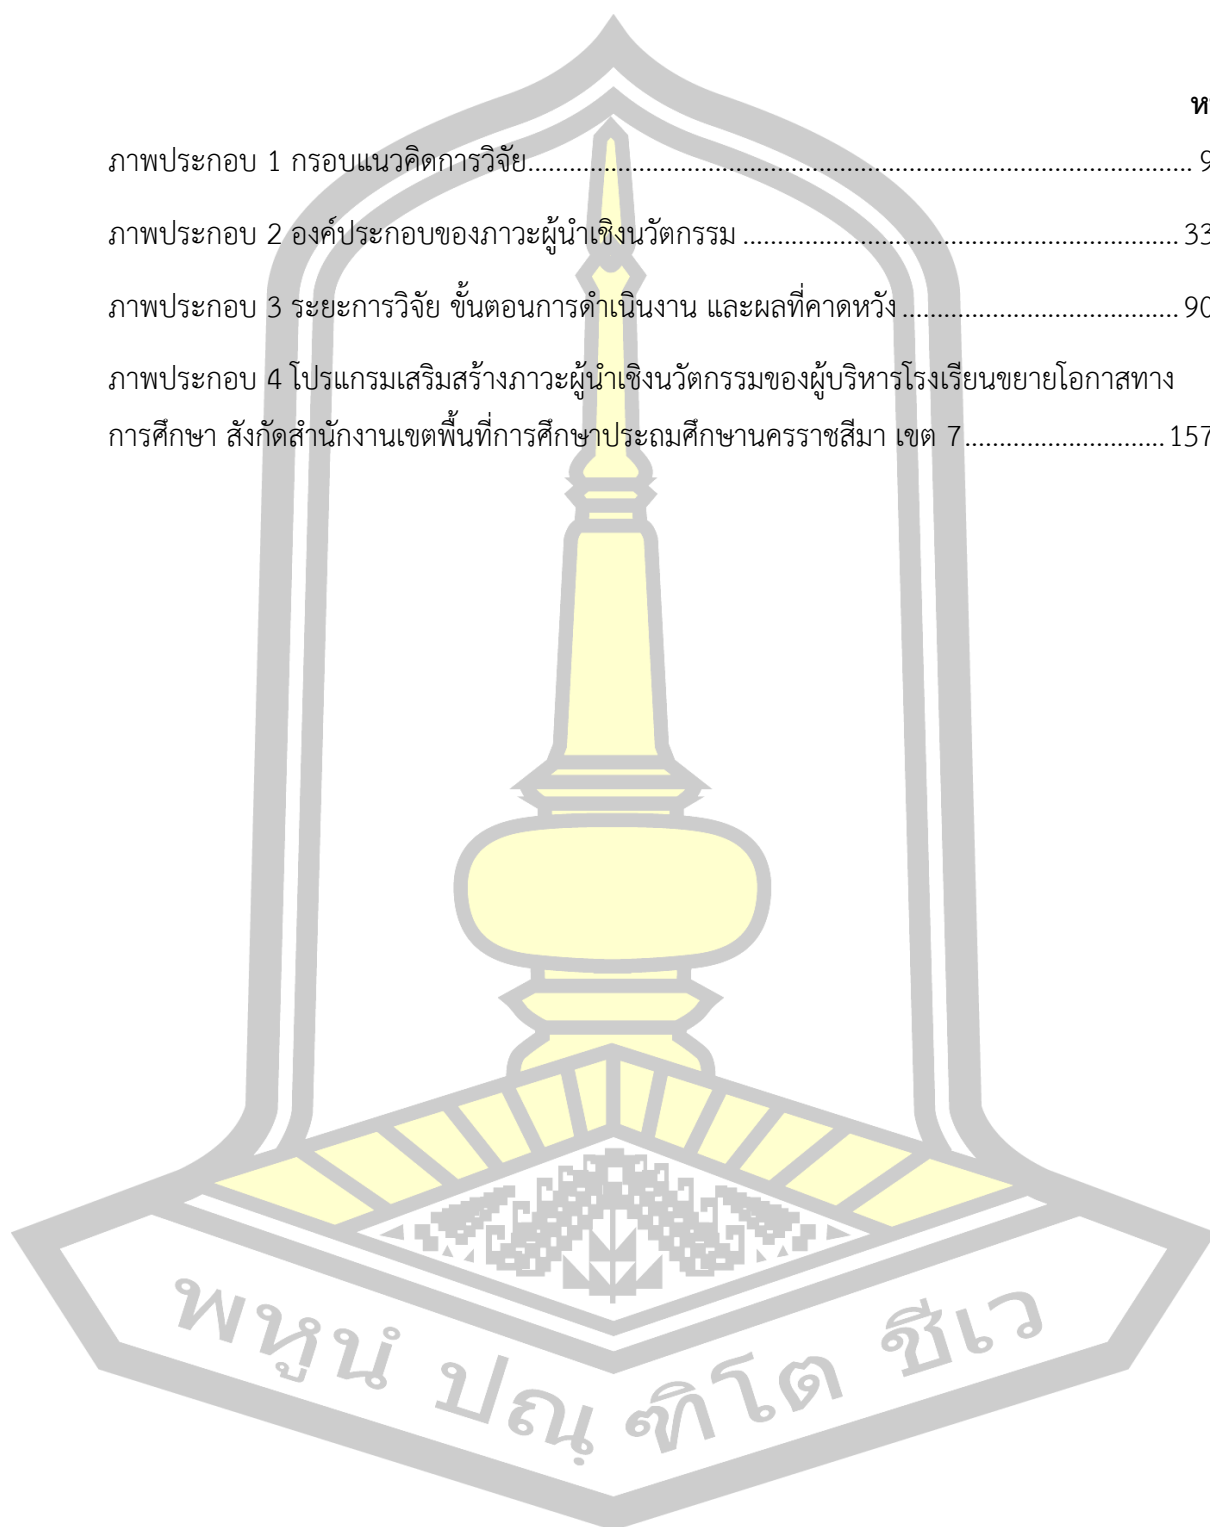 ภาพประกอบ 1 กรอบแนวคิดการวิจัย.................................................................................................. 9
ภาพประกอบ 2 องค์ประกอบของภาวะผู้นำเชิงนวัตกรรม ................................................................. 33
ภาพประกอบ 3 ระยะการวิจัย ขั้นตอนการดำเนินงาน และผลที่คาดหวัง ......................................... 90
ภาพประกอบ 4 โปรแกรมเสริมสร้างภาวะผู้นำเชิงนวัตกรรมของผู้บริหารโรงเรียนขยายโอกาสทาง
การศึกษา สังกัดสำนักงานเขตพื้นที่การศึกษาประถมศึกษานครราชสีมา เขต 7.............................. 157
พหูนํ ปณฺฑิโต ชีเว